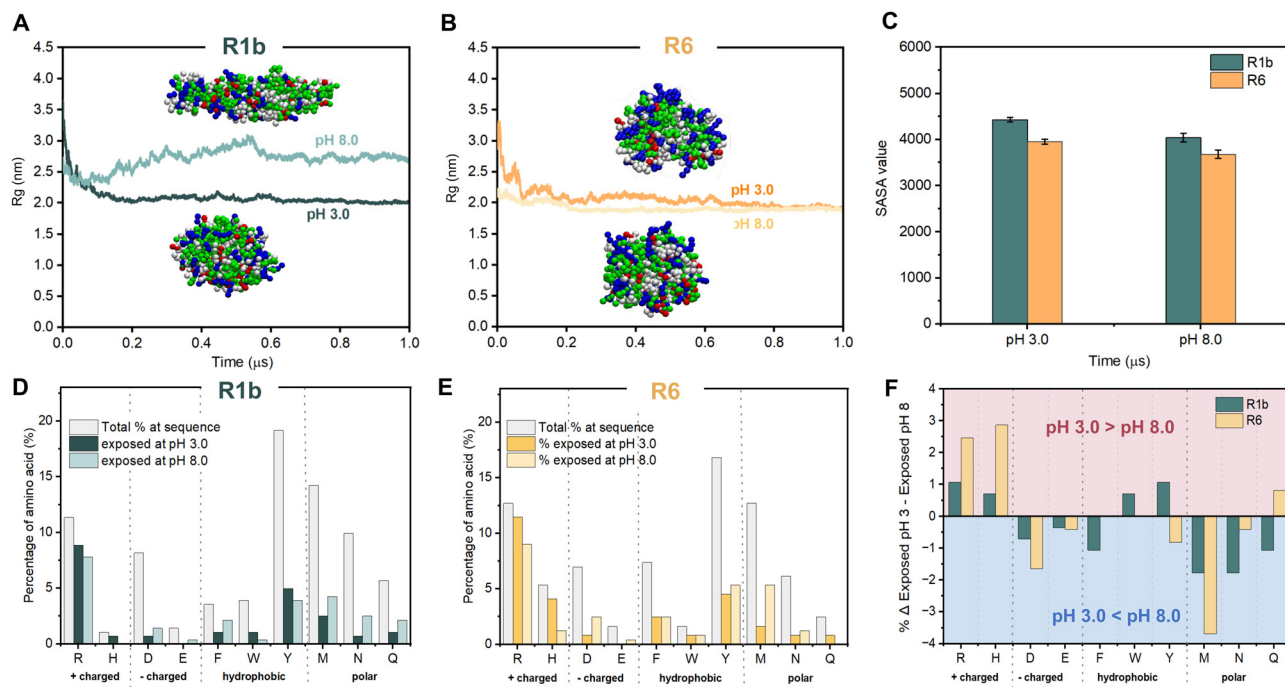 A
R1b
4.5
4.0
3.5
3.0
2.5
2.0
1.5
1.0
0.5
0.0
Rg (nm)
pH 8.0
pH 3.0
0.0 0.2 0.4 0.6 0.8 1.0
Time (μs)
B
R6
4.5
4.0
3.5
3.0
2.5
2.0
1.5
1.0
0.5
0.0
Rg (nm)
pH 3.0
pH 8.0
0.0 0.2 0.4 0.6 0.8 1.0
Time (μs)
C
6000
5000
4000
3000
2000
1000
0
SASA value
R1b
R6
pH 3.0 pH 8.0
Time (μs)
D
R1b
20
15
10
5
0
Percentage of amino acid (%)
Total % at sequence
exposed at pH 3.0
exposed at pH 8.0
R H D E F W Y M N Q
+ charged - charged hydrophobic polar
E
R6
20
15
10
5
0
Percentage of amino acid (%)
Total % at sequence
% exposed at pH 3.0
% exposed at pH 8.0
R H D E F W Y M N Q
+ charged - charged hydrophobic polar
F
4
3
2
1
0
−1
−2
−3
−4
% Δ Exposed pH 3 - Exposed pH 8
R1b
R6
pH 3.0 > pH 8.0
pH 3.0 < pH 8.0
R H D E F W Y M N Q
+ charged - charged hydrophobic polar